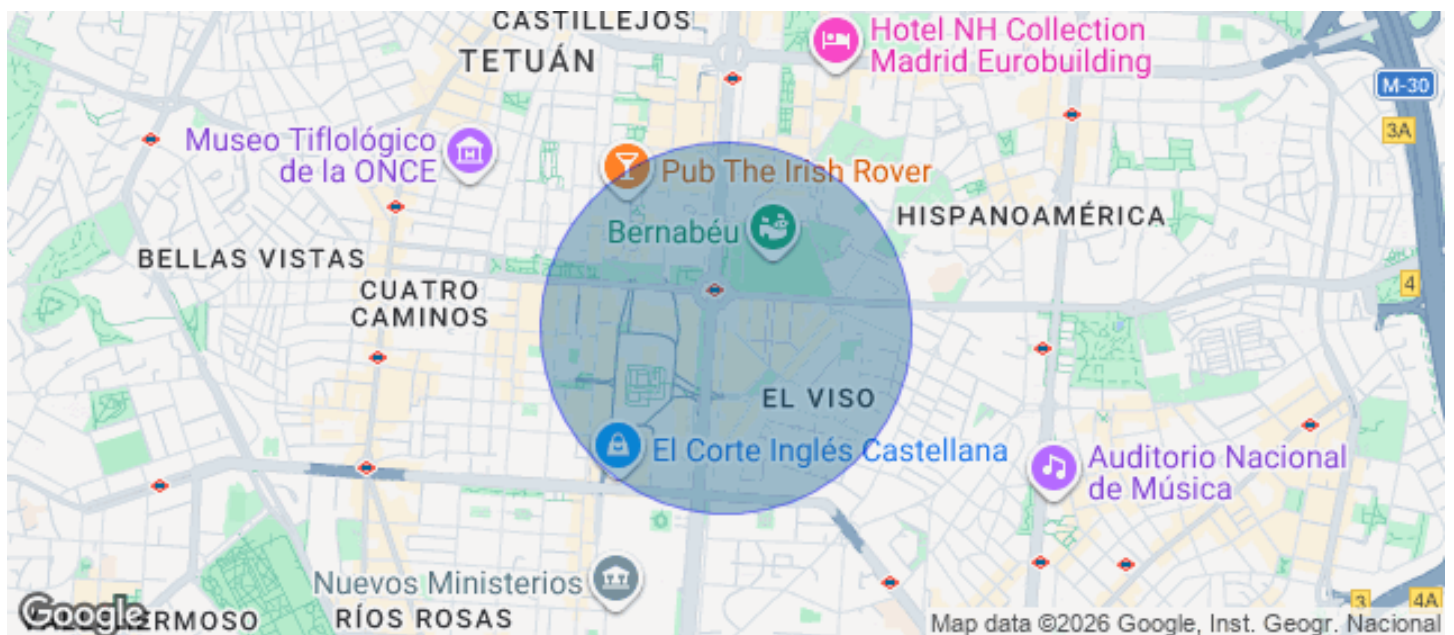 CASTILLEJOS
TETUÁN
Hotel NH Collection
Madrid Eurobuilding
M-30
3A
Museo Tiflológico
de la ONCE
Pub The Irish Rover
HISPANOAMÉRICA
Bernabéu
BELLAS VISTAS
CUATRO
CAMINOS
4
EL VISO
El Corte Inglés Castellana
Auditorio Nacional
de Música
Nuevos Ministerios
RÍOS ROSAS
3
4A
Google
Map data ©2026 Google, Inst. Geogr. Nacional